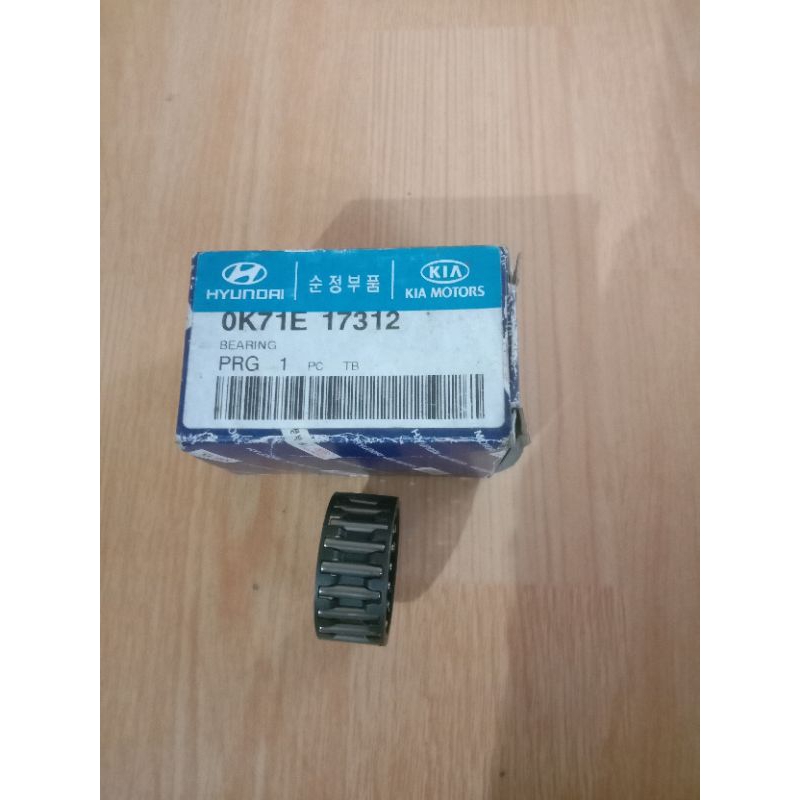 HYUNDAI 순정부품 KIA
KIA MOTORS
0K71E 17312
BEARING
PRG 1 PC TB